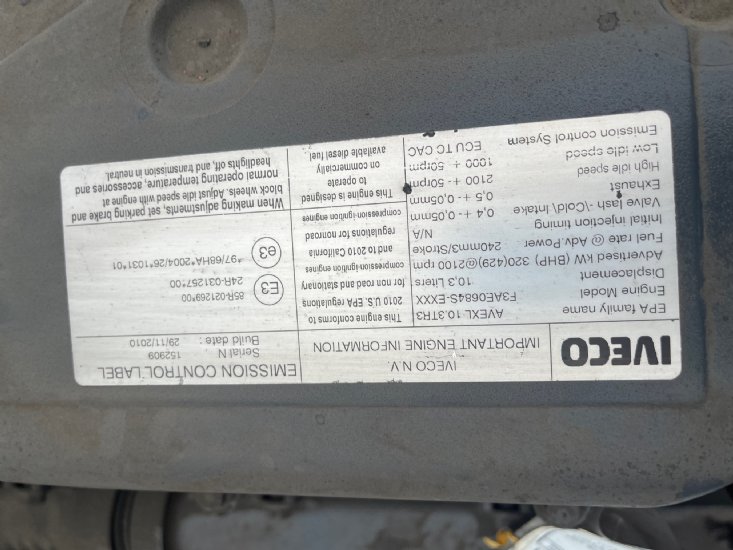 IVECO
IVECO N.V.
IMPORTANT ENGINE INFORMATION
EMISSION CONTROL LABEL
Serial N 152909
Build date: 29/11/2010
EPA family name AVEXL 10.3TR3
Engine Model F3AE0684S-EXXX
Displacement 10,3 Liters
Advertised kW (BHP) 320(429)@2100 rpm
Fuel rate @ Adv.Power 240mm3/Stroke
Initial injection timing N/A
Valve lash -/Cold\ Intake 0,4 + - 0,05mm
Exhaust 0,5 + - 0,05mm
High idle speed 2100 + - 50rpm
Low idle speed 1000 + - 50rpm
Emission control System ECU TC CAC
This engine conforms to
2010 U.S. EPA regulations
for non road and stationary
compression-ignition engines
and to 2010 California
regulations for nonroad
compression-ignition engines
This engine is designed
to operate
on commercially
available diesel fuel
E3 85R-021269*00
24R-031257*00
e3 *97/68HA*2004/26*1031*01
When making adjustments, set parking brake and
block wheels. Adjust idle speed with engine at
normal operating temperature, accessories and
headlights off, and transmission in neutral.